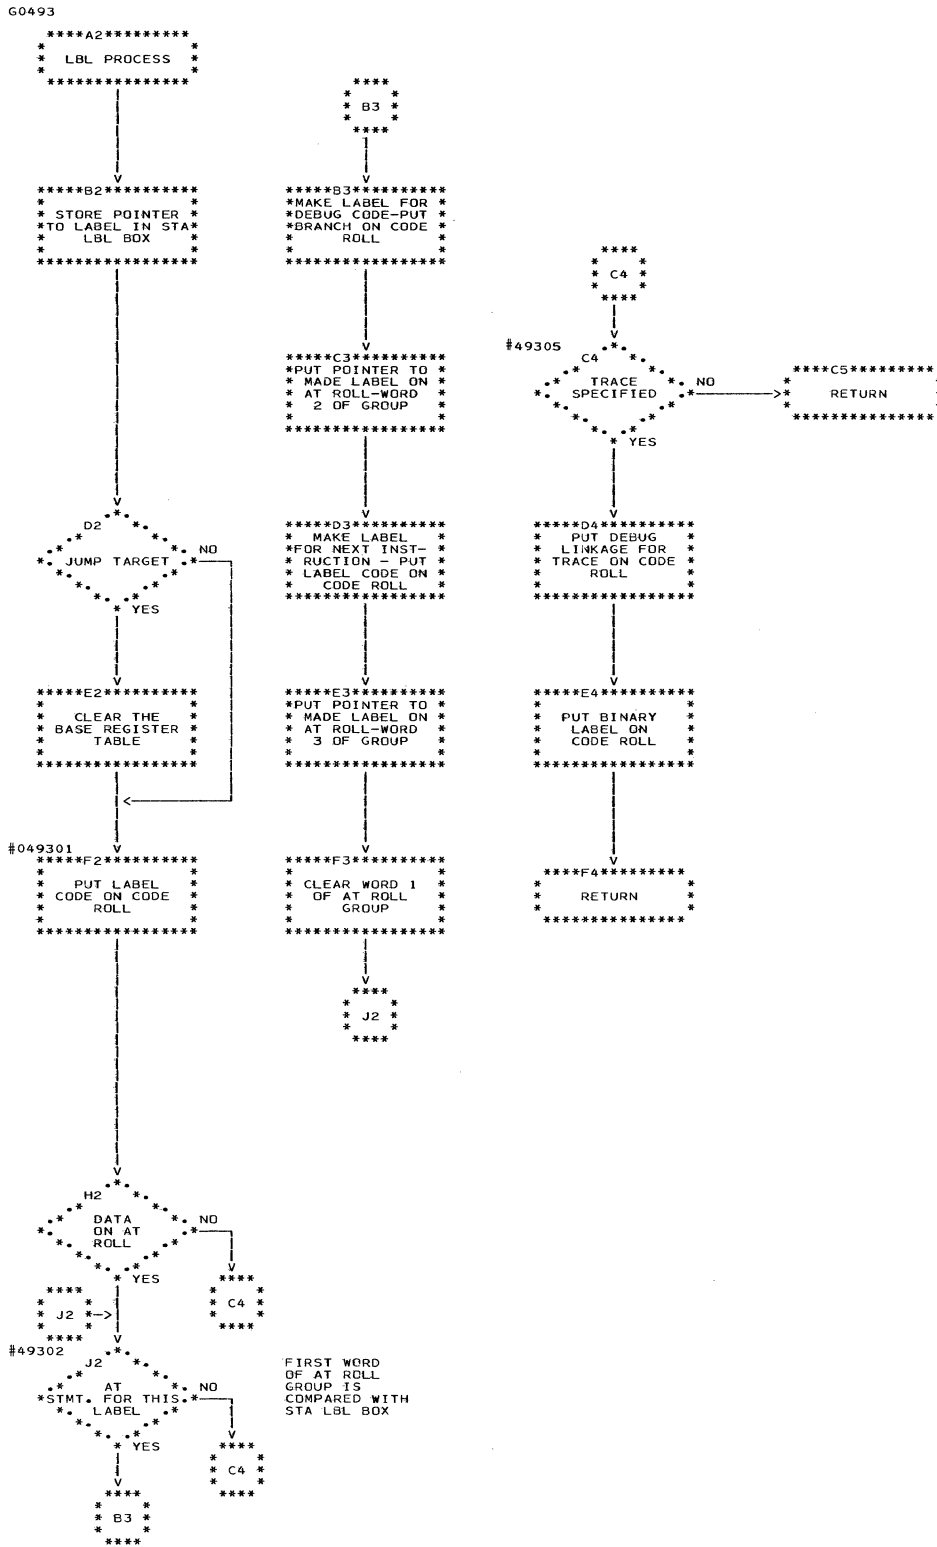 G0493
****A2*********
LBL PROCESS
*****B2**********
STORE POINTER
*TO LABEL IN STA*
LBL BOX
D2
JUMP TARGET
NO
YES
*****E2**********
CLEAR THE
BASE REGISTER
TABLE
#049301
*****F2**********
PUT LABEL
CODE ON CODE
ROLL
H2
DATA
ON AT
ROLL
NO
YES
C4
J2
#49302
J2
AT
*STMT. FOR THIS.*
LABEL
NO
YES
C4
B3
FIRST WORD
OF AT ROLL
GROUP IS
COMPARED WITH
STA LBL BOX
B3
*****B3**********
*MAKE LABEL FOR *
*DEBUG CODE-PUT *
*BRANCH ON CODE *
ROLL
*****C3**********
*PUT POINTER TO *
* MADE LABEL ON *
* AT ROLL-WORD *
* 2 OF GROUP *
*****D3**********
MAKE LABEL
*FOR NEXT INST- *
* RUCTION - PUT *
* LABEL CODE ON *
* CODE ROLL *
*****E3**********
*PUT POINTER TO *
* MADE LABEL ON *
* AT ROLL-WORD *
* 3 OF GROUP *
*****F3**********
CLEAR WORD 1
OF AT ROLL
GROUP
J2
C4
#49305
C4
TRACE
SPECIFIED
NO
YES
****C5*********
RETURN
*****D4**********
PUT DEBUG
LINKAGE FOR
TRACE ON CODE
ROLL
*****E4**********
PUT BINARY
LABEL ON
CODE ROLL
****F4*********
RETURN